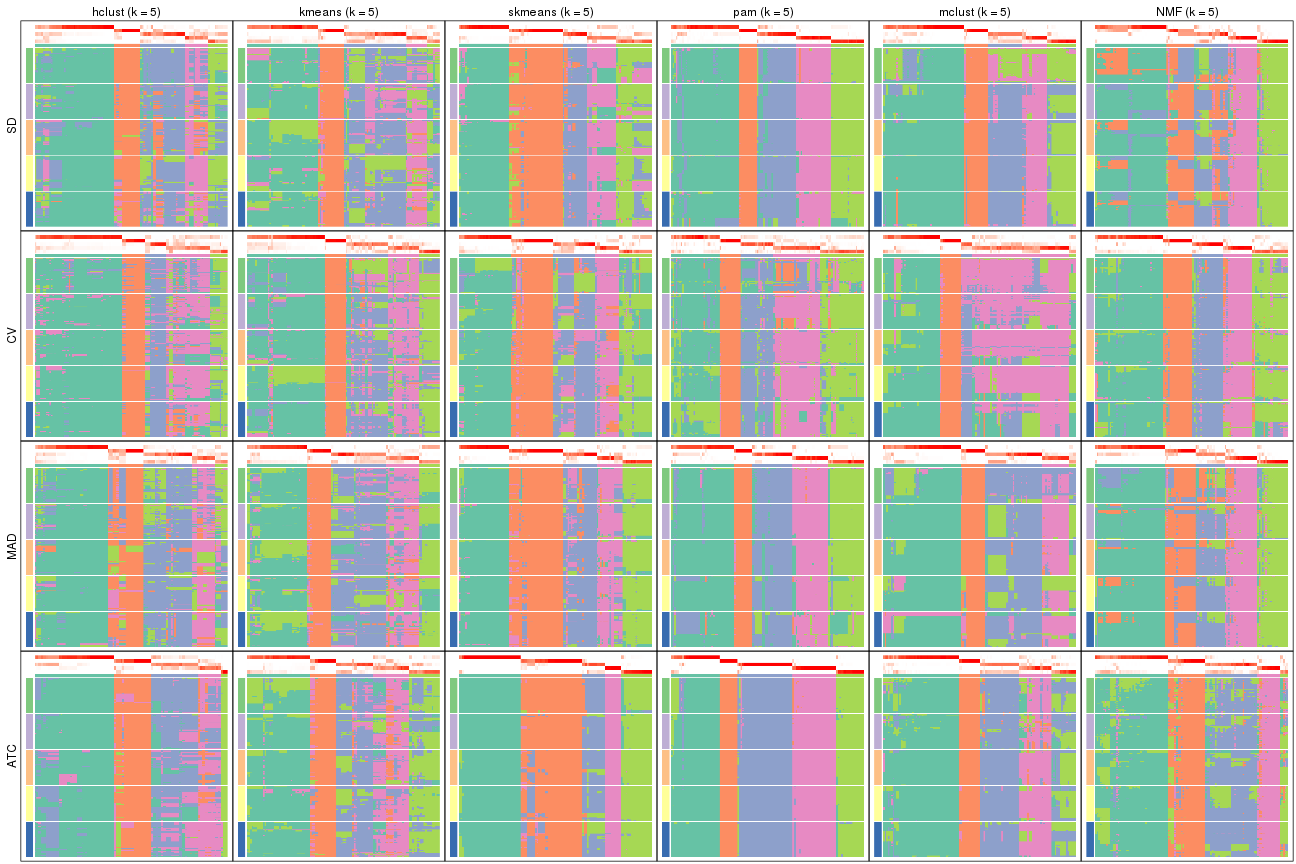 hclust (k = 5) kmeans (k = 5) skmeans (k = 5) pam (k = 5) mclust (k = 5) NMF (k = 5)
SD
CV
MAD
ATC